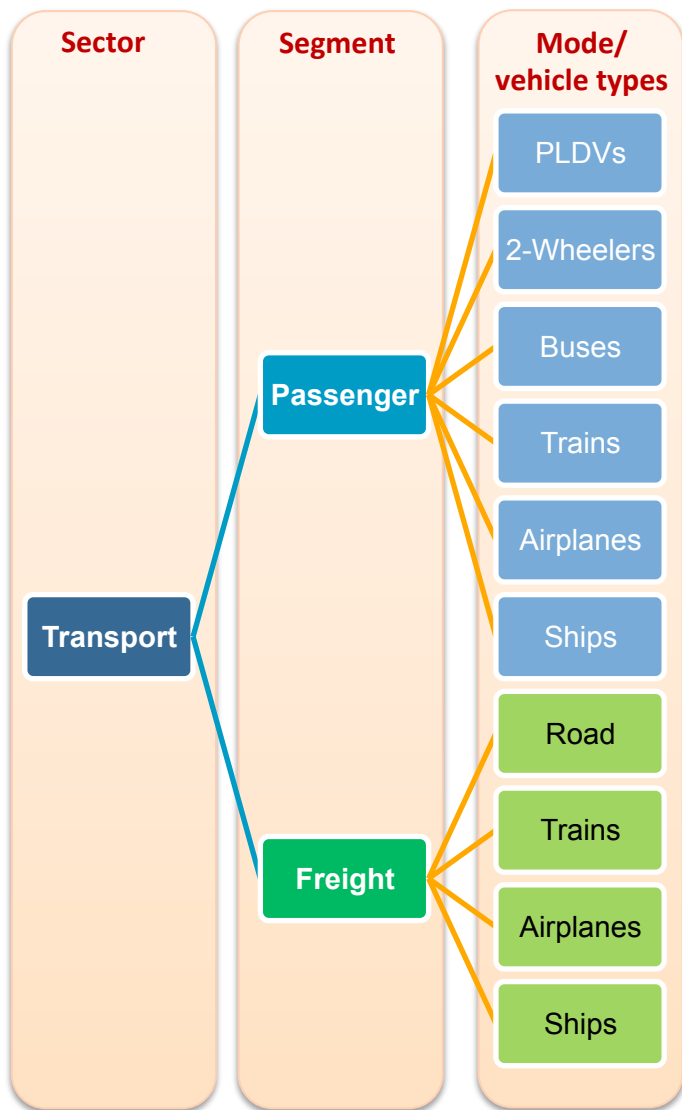 Sector
Segment
Mode/
vehicle types
PLDVs
2-Wheelers
Buses
Passenger
Trains
Airplanes
Transport
Ships
Road
Trains
Freight
Airplanes
Ships